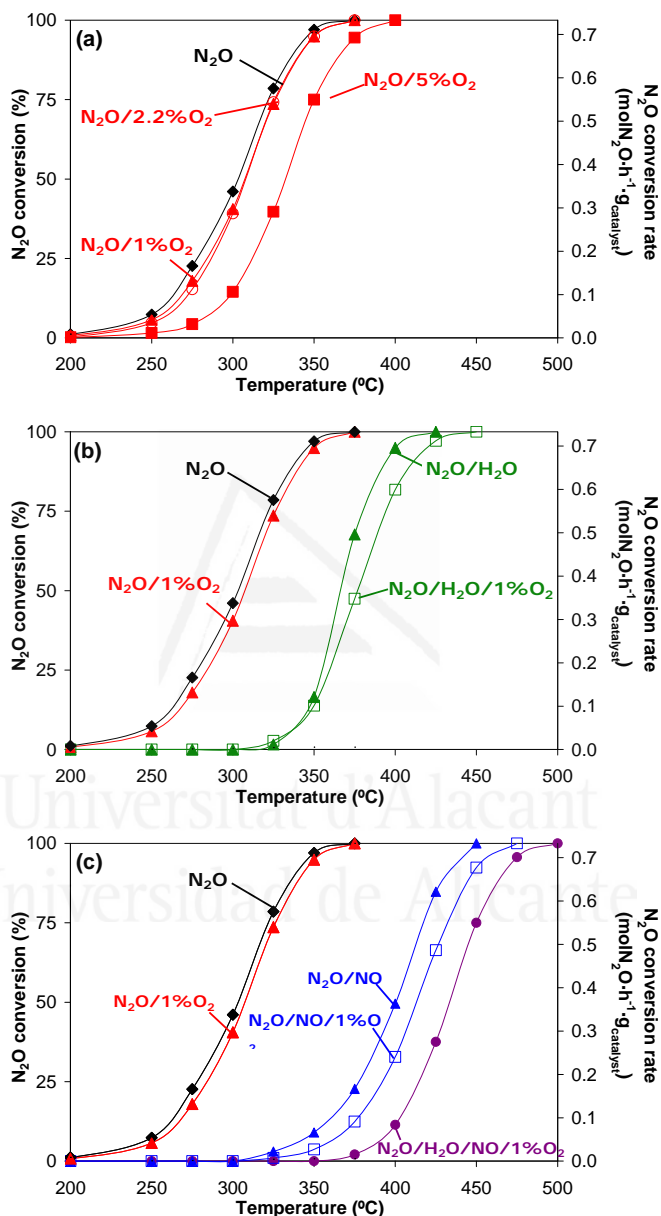 (a)
N₂O
N₂O/5%O₂
N₂O/2.2%O₂
N₂O/1%O₂
N₂O conversion (%)
100
75
50
25
0
N₂O conversion rate
(molN₂O·h⁻¹·g_catalyst)
0.7
0.6
0.5
0.4
0.3
0.2
0.1
0.0
200 250 300 350 400 450 500
Temperature (ºC)
(b)
N₂O
N₂O/H₂O
N₂O/1%O₂
N₂O/H₂O/1%O₂
N₂O conversion (%)
100
75
50
25
0
N₂O conversion rate
(molN₂O·h⁻¹·g_catalyst)
0.7
0.6
0.5
0.4
0.3
0.2
0.1
0.0
200 250 300 350 400 450 500
Temperature (ºC)
Universitat d'Alacant
Universidad de Alicante
(c)
N₂O
N₂O/NO
N₂O/1%O₂
N₂O/NO/1%O
₂
N₂O/H₂O/NO/1%O₂
N₂O conversion (%)
100
75
50
25
0
N₂O conversion rate
(molN₂O·h⁻¹·g_catalyst)
0.7
0.6
0.5
0.4
0.3
0.2
0.1
0.0
200 250 300 350 400 450 500
Temperature (ºC)